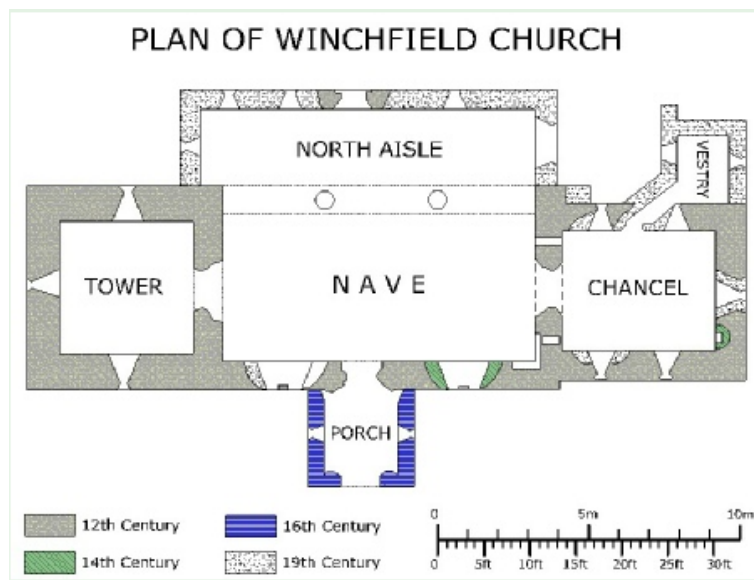 PLAN OF WINCHFIELD CHURCH
NORTH AISLE
VESTRY
TOWER
NAVE
CHANCEL
PORCH
12th Century
16th Century
14th Century
19th Century
0 5m 10m
0 5ft 10ft 15ft 20ft 25ft 30ft